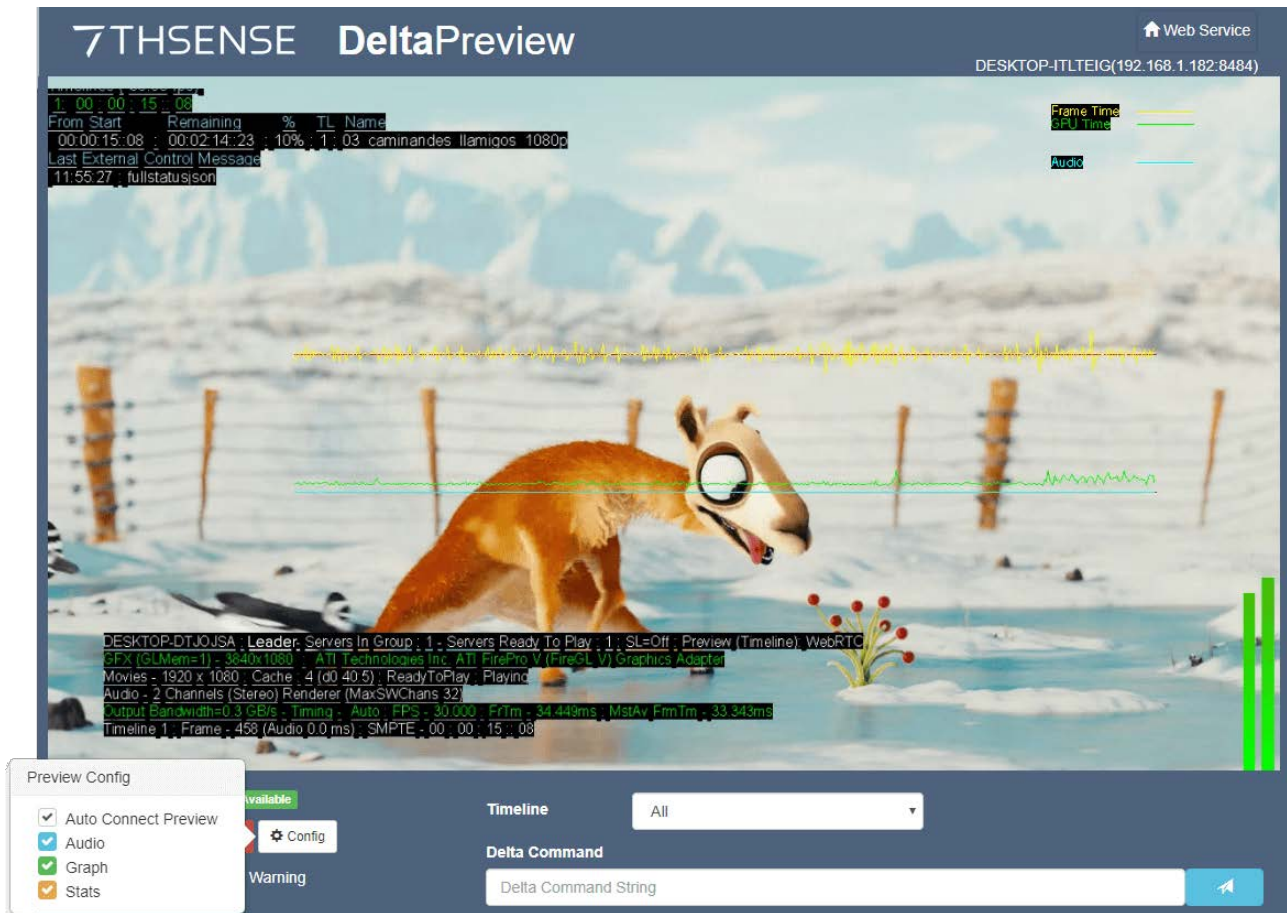 7THSENSE DeltaPreview
Web Service
DESKTOP-ITLTEIG(192.168.1.182:8484)
1: 00 : 00 : 15 :: 08
From Start Remaining % TL Name
00:00:15::08 : 00:02:14::23 : 10% : 1 : 03 caminandes llamigos 1080p
Last External Control Message
11:55:27 : fullstatusjson
Frame Time
GPU Time
Audio
DESKTOP-DTJOJSA : Leader- Servers In Group : 1 - Servers Ready To Play : 1 : SL=Off : Preview (Timeline) WebRTC
GFX (GLMem=1) - 3840x1080 : ATI Technologies Inc. ATI FirePro V (FireGL V) Graphics Adapter
Movies - 1920 x 1080 : Cache : 4 (d0 40.5) : ReadyToPlay : Playing
Audio - 2 Channels (Stereo) Renderer (MaxSWChans 32)
Output Bandwidth=0.3 GB/s : Timing : Auto : FPS - 30.000 : FrTm - 34.449ms : MstAv FrmTm - 33.343ms
Timeline 1 : Frame - 458 (Audio 0.0 ms) : SMPTE - 00 : 00 : 15 :: 08
Preview Config
Auto Connect Preview
Audio
Graph
Stats
Available
Config
Warning
Timeline All
Delta Command
Delta Command String